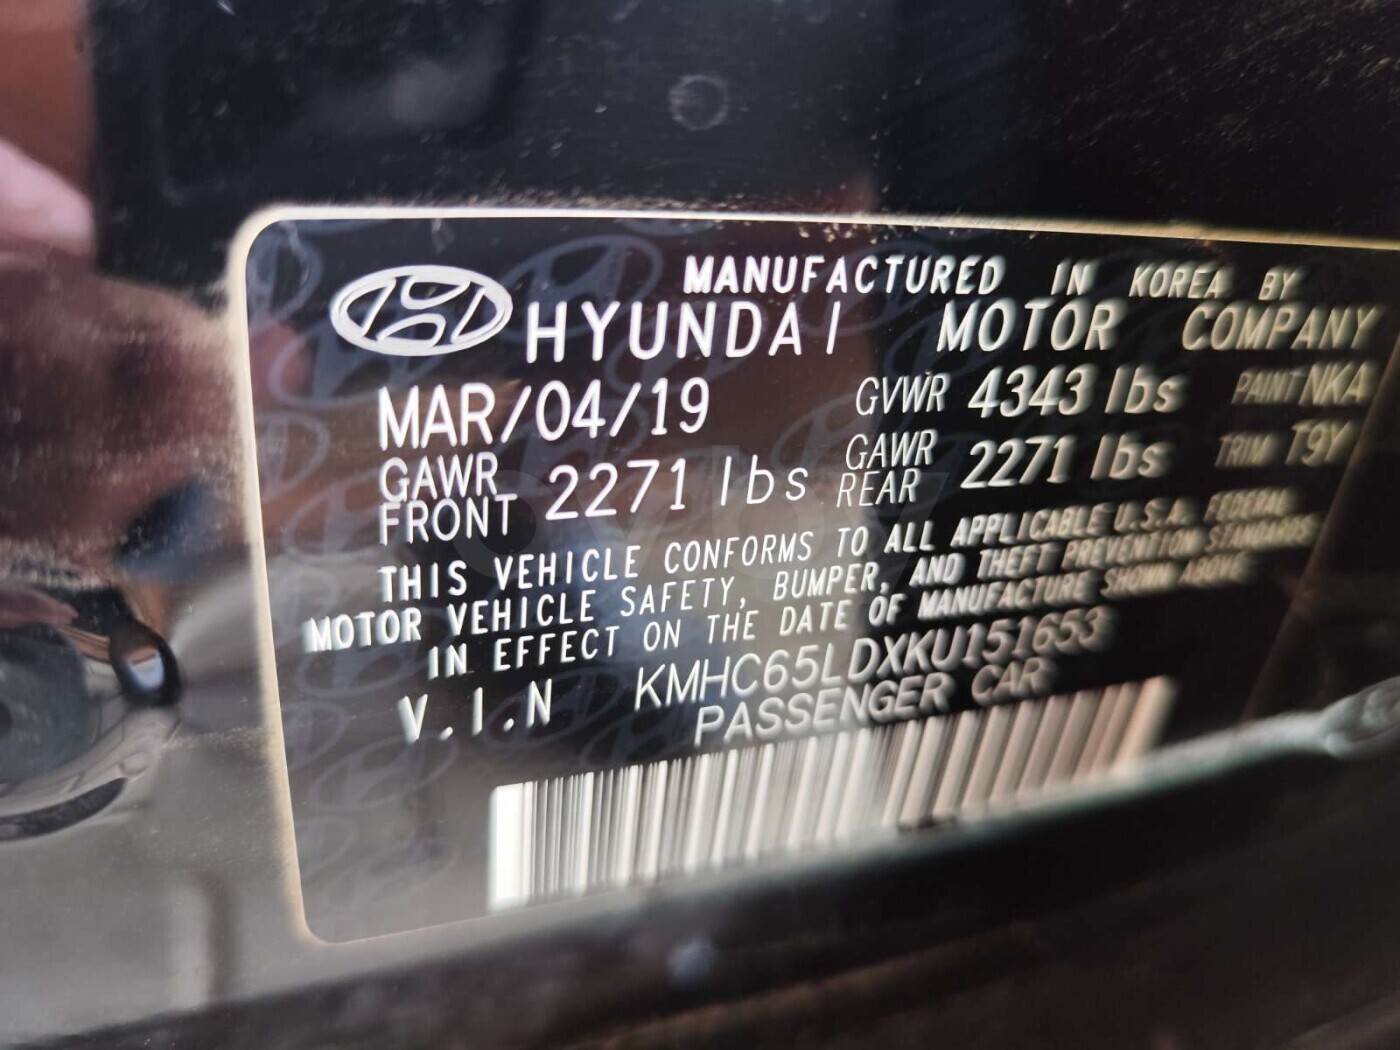 MANUFACTURED IN KOREA BY
HYUNDAI MOTOR COMPANY
MAR/04/19 GVWR 4343 lbs PAINT NKA
GAWR FRONT 2271 lbs GAWR REAR 2271 lbs TRIM T9Y
THIS VEHICLE CONFORMS TO ALL APPLICABLE U.S.A. FEDERAL
MOTOR VEHICLE SAFETY, BUMPER, AND THEFT PREVENTION STANDARDS
IN EFFECT ON THE DATE OF MANUFACTURE SHOWN ABOVE
V.I.N KMHC65LDXKU151653
PASSENGER CAR